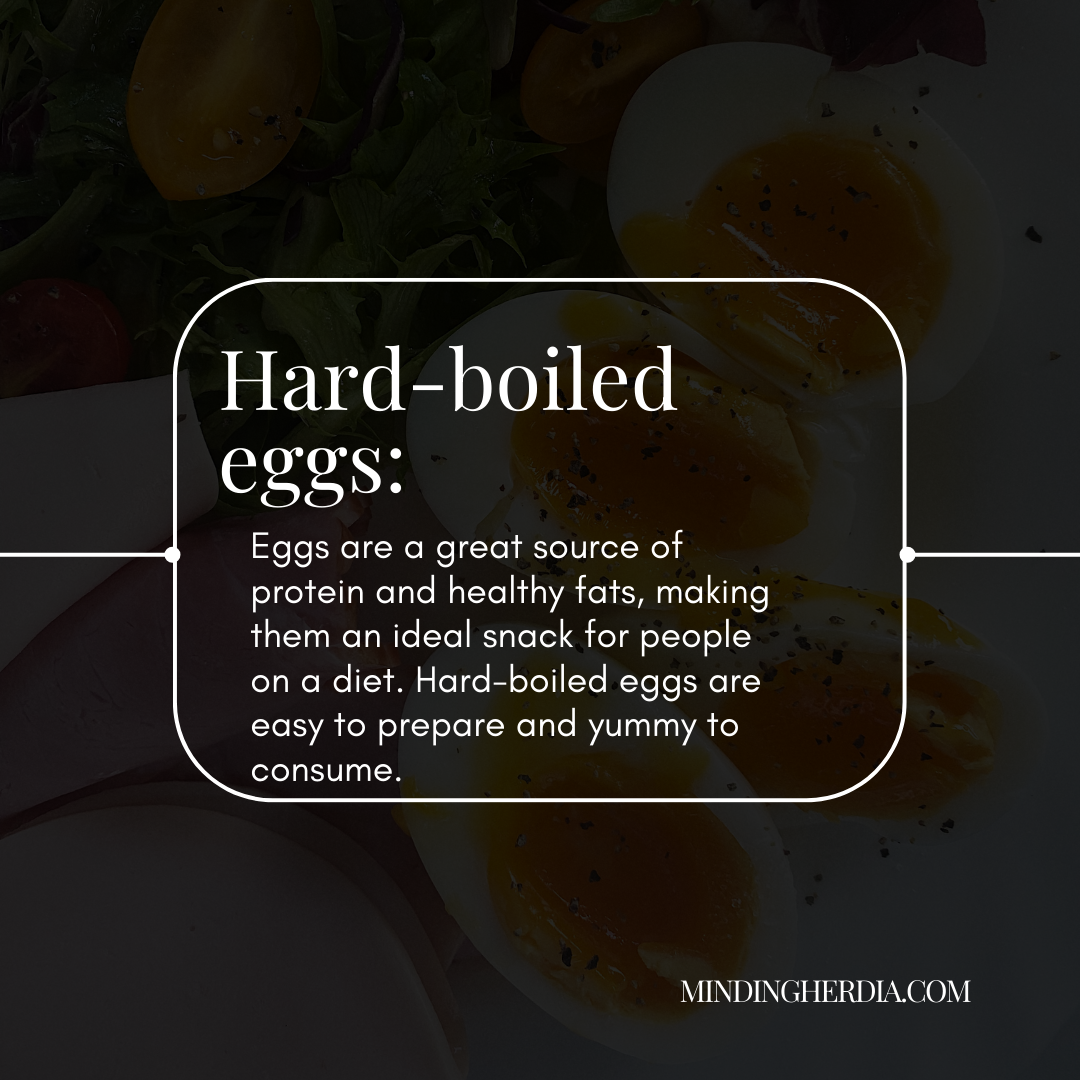 Hard-boiled
eggs:
Eggs are a great source of
protein and healthy fats, making
them an ideal snack for people
on a diet. Hard-boiled eggs are
easy to prepare and yummy to
consume.
MINDINGHERDIA.COM